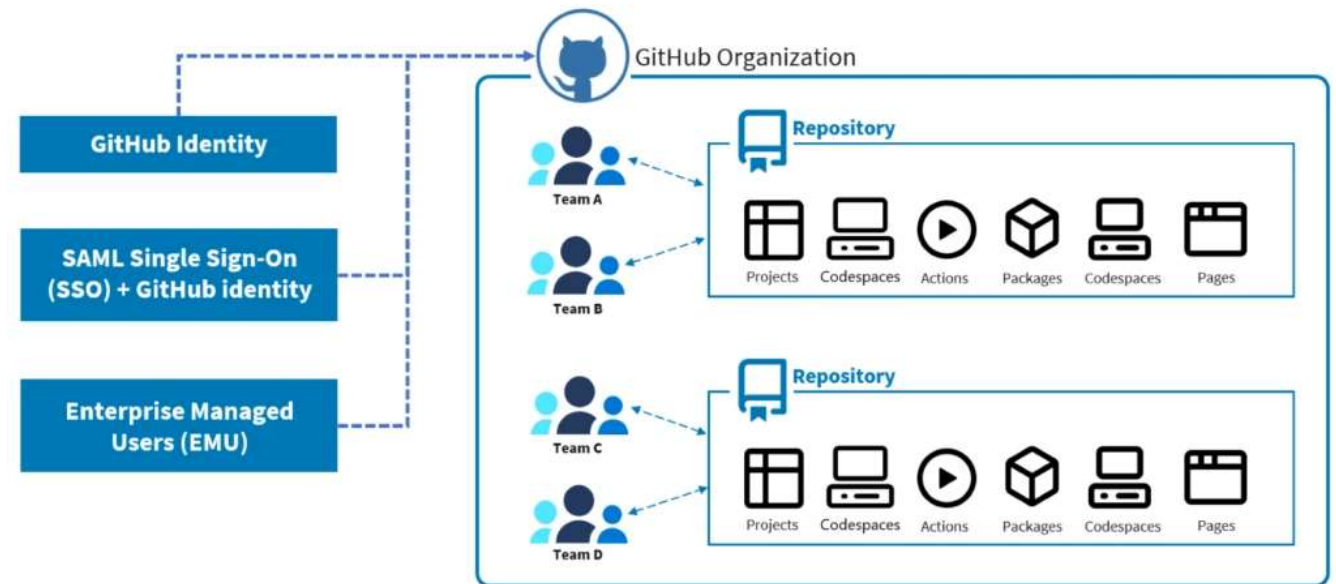 GitHub Organization
GitHub Identity
SAML Single Sign-On
(SSO) + GitHub identity
Enterprise Managed
Users (EMU)
Team A
Team B
Repository
Projects Codespaces Actions Packages Codespaces Pages
Team C
Team D
Repository
Projects Codespaces Actions Packages Codespaces Pages